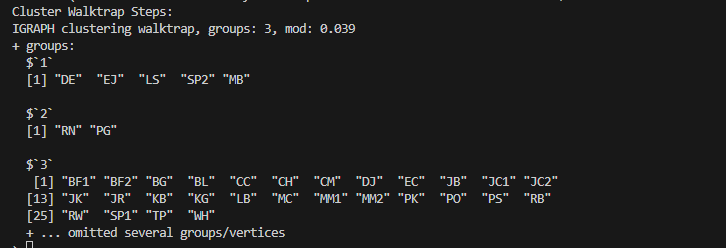 Cluster Walktrap Steps:
IGRAPH clustering walktrap, groups: 3, mod: 0.039
+ groups:
  $`1`
  [1] "DE"  "EJ"  "LS"  "SP2" "MB"

  $`2`
  [1] "RN" "PG"

  $`3`
   [1] "BF1" "BF2" "BG"  "BL"  "CC"  "CH"  "CM"  "DJ"  "EC"  "JB"  "JC1" "JC2"
  [13] "JK"  "JR"  "KB"  "KG"  "LB"  "MC"  "MM1" "MM2" "PK"  "PO"  "PS"  "RB"
  [25] "RW"  "SP1" "TP"  "WH"
  + ... omitted several groups/vertices